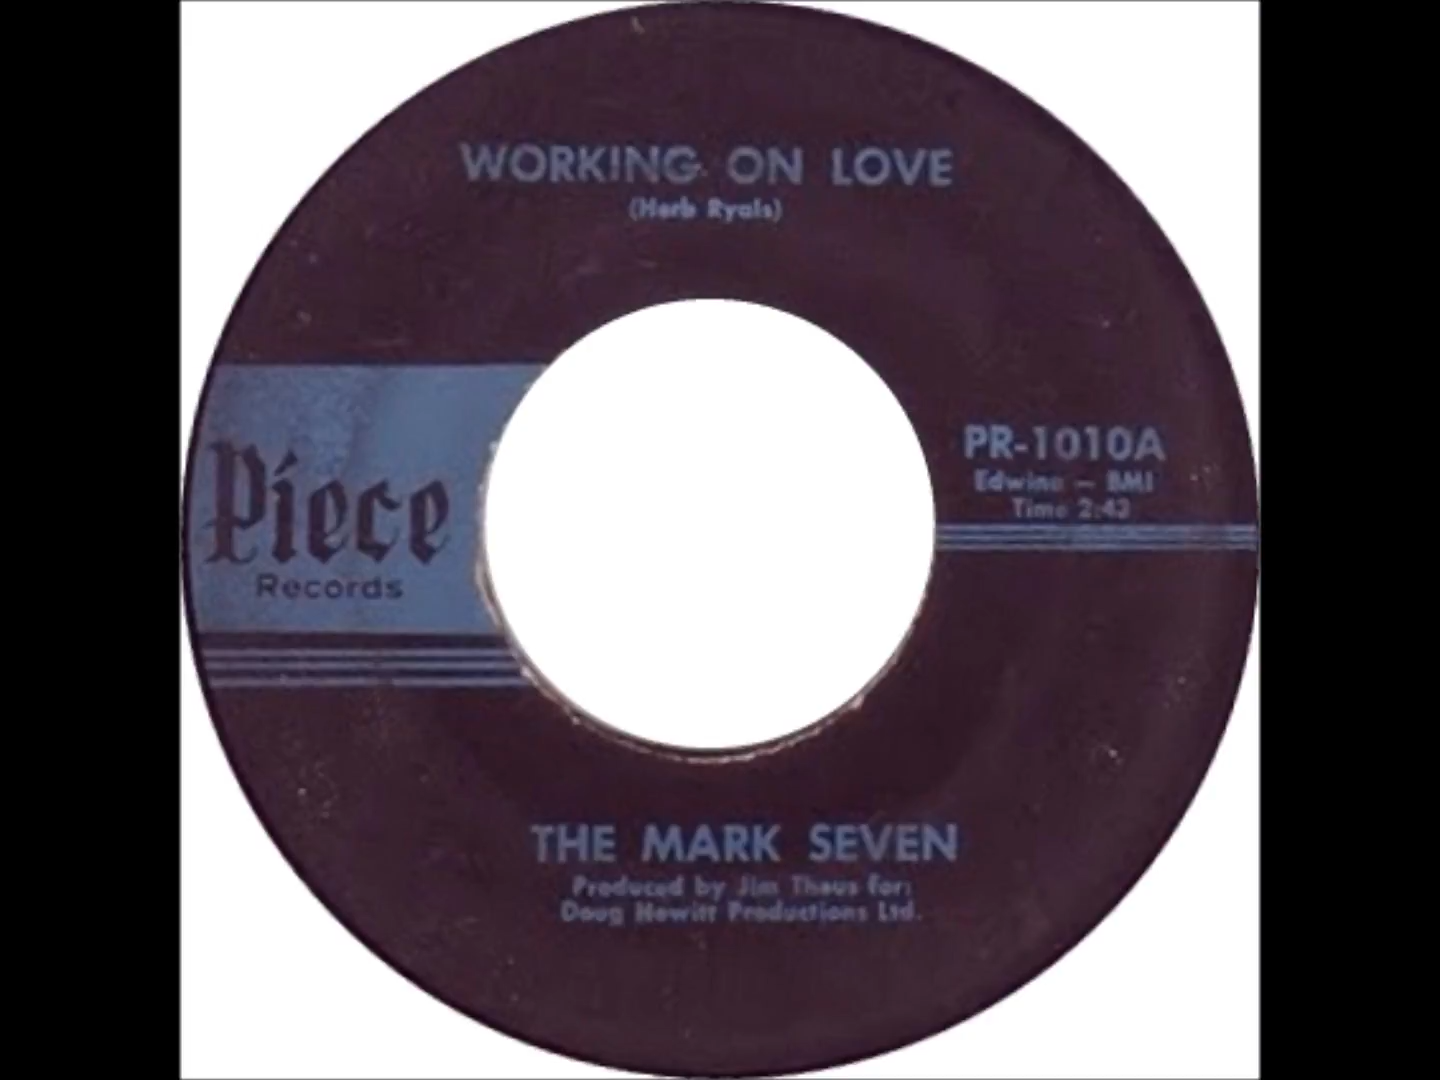 WORKING ON LOVE
(Herb Ryals)
Piece
Records
PR-1010A
Edwina — BMI
Time 2:43
THE MARK SEVEN
Produced by Jim Theus for:
Doug Hewitt Productions Ltd.